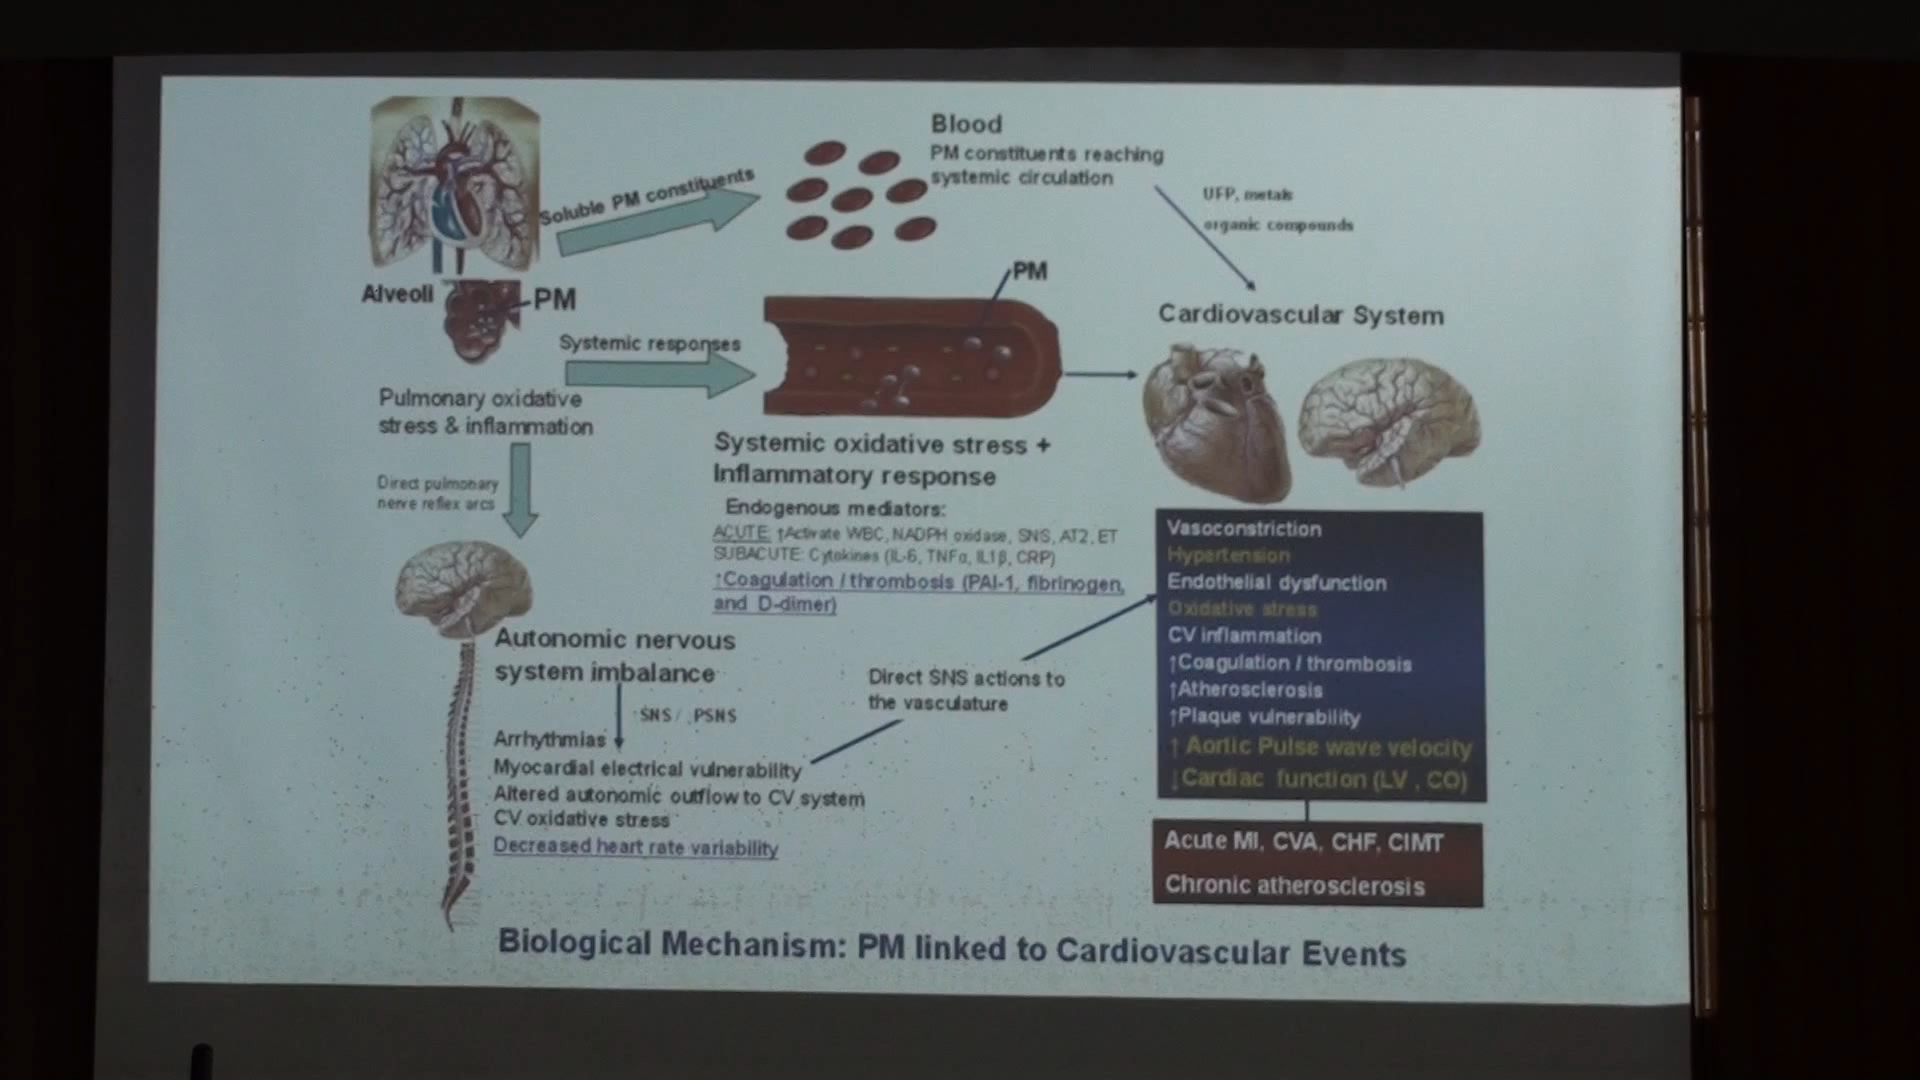 Blood
PM constituents reaching
systemic circulation
Soluble PM constituents
UFP, metals
organic compounds
Alveoli
PM
PM
Systemic responses
Cardiovascular System
Pulmonary oxidative
stress & inflammation
Direct pulmonary
nerve reflex arcs
Systemic oxidative stress +
Inflammatory response
Endogenous mediators:
ACUTE: ↑Activate WBC, NADPH oxidase, SNS, AT2, ET
SUBACUTE: Cytokines (IL-6, TNFα, IL1β, CRP)
↑Coagulation / thrombosis (PAI-1, fibrinogen,
and D-dimer)
Autonomic nervous
system imbalance
SNS / PSNS
Arrhythmias
Myocardial electrical vulnerability
Altered autonomic outflow to CV system
CV oxidative stress
Decreased heart rate variability
Direct SNS actions to
the vasculature
Vasoconstriction
Hypertension
Endothelial dysfunction
Oxidative stress
CV inflammation
↑Coagulation / thrombosis
↑Atherosclerosis
↑Plaque vulnerability
↑ Aortic Pulse wave velocity
↓Cardiac function (LV , CO)
Acute MI, CVA, CHF, CIMT
Chronic atherosclerosis
Biological Mechanism: PM linked to Cardiovascular Events